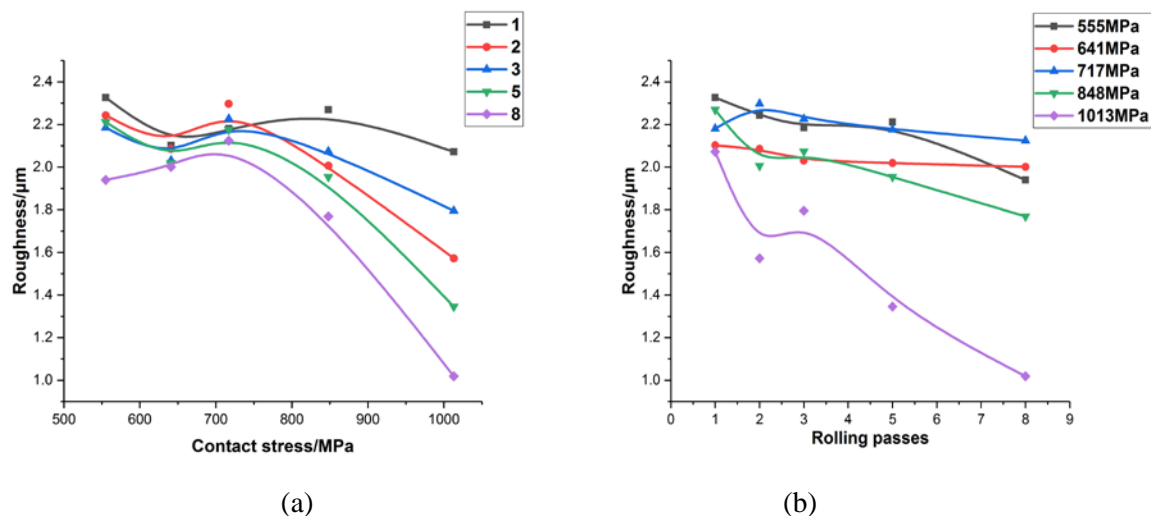 1
2
3
5
8
2.4
2.2
2.0
1.8
1.6
1.4
1.2
1.0
Roughness/μm
500 600 700 800 900 1000
Contact stress/MPa
(a)
555MPa
641MPa
717MPa
848MPa
1013MPa
2.4
2.2
2.0
1.8
1.6
1.4
1.2
1.0
Roughness/μm
0 1 2 3 4 5 6 7 8 9
Rolling passes
(b)